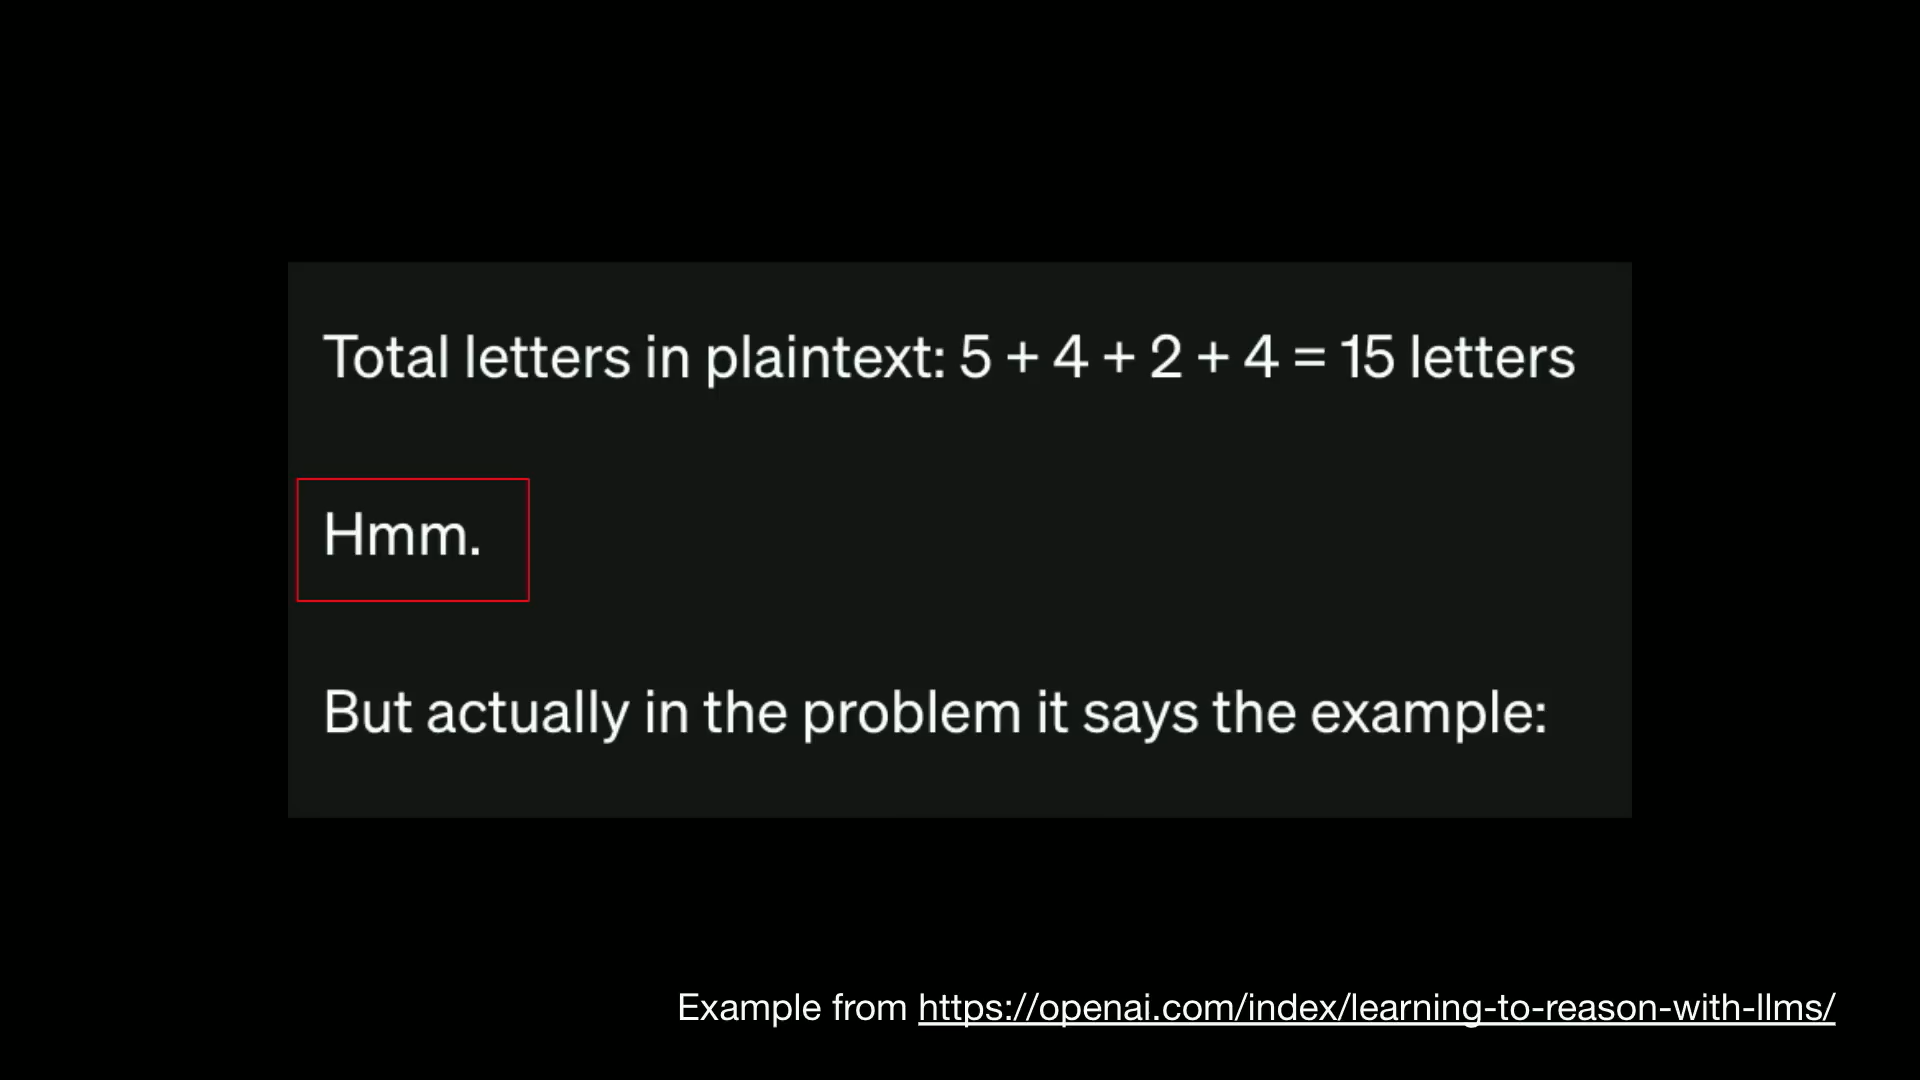 Total letters in plaintext: 5 + 4 + 2 + 4 = 15 letters
Hmm.
But actually in the problem it says the example:
Example from https://openai.com/index/learning-to-reason-with-llms/